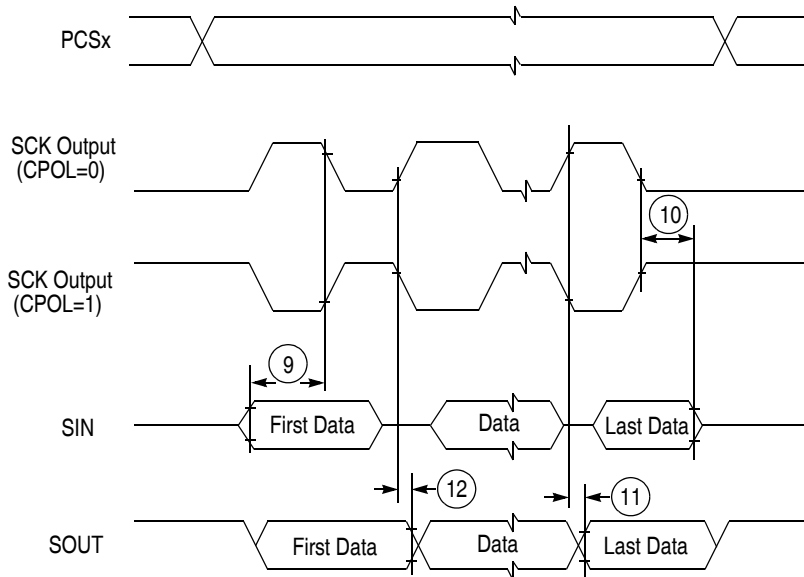 PCSx
SCK Output
(CPOL=0)
10
SCK Output
(CPOL=1)
9
SIN
First Data
Data
Last Data
12
11
SOUT
First Data
Data
Last Data